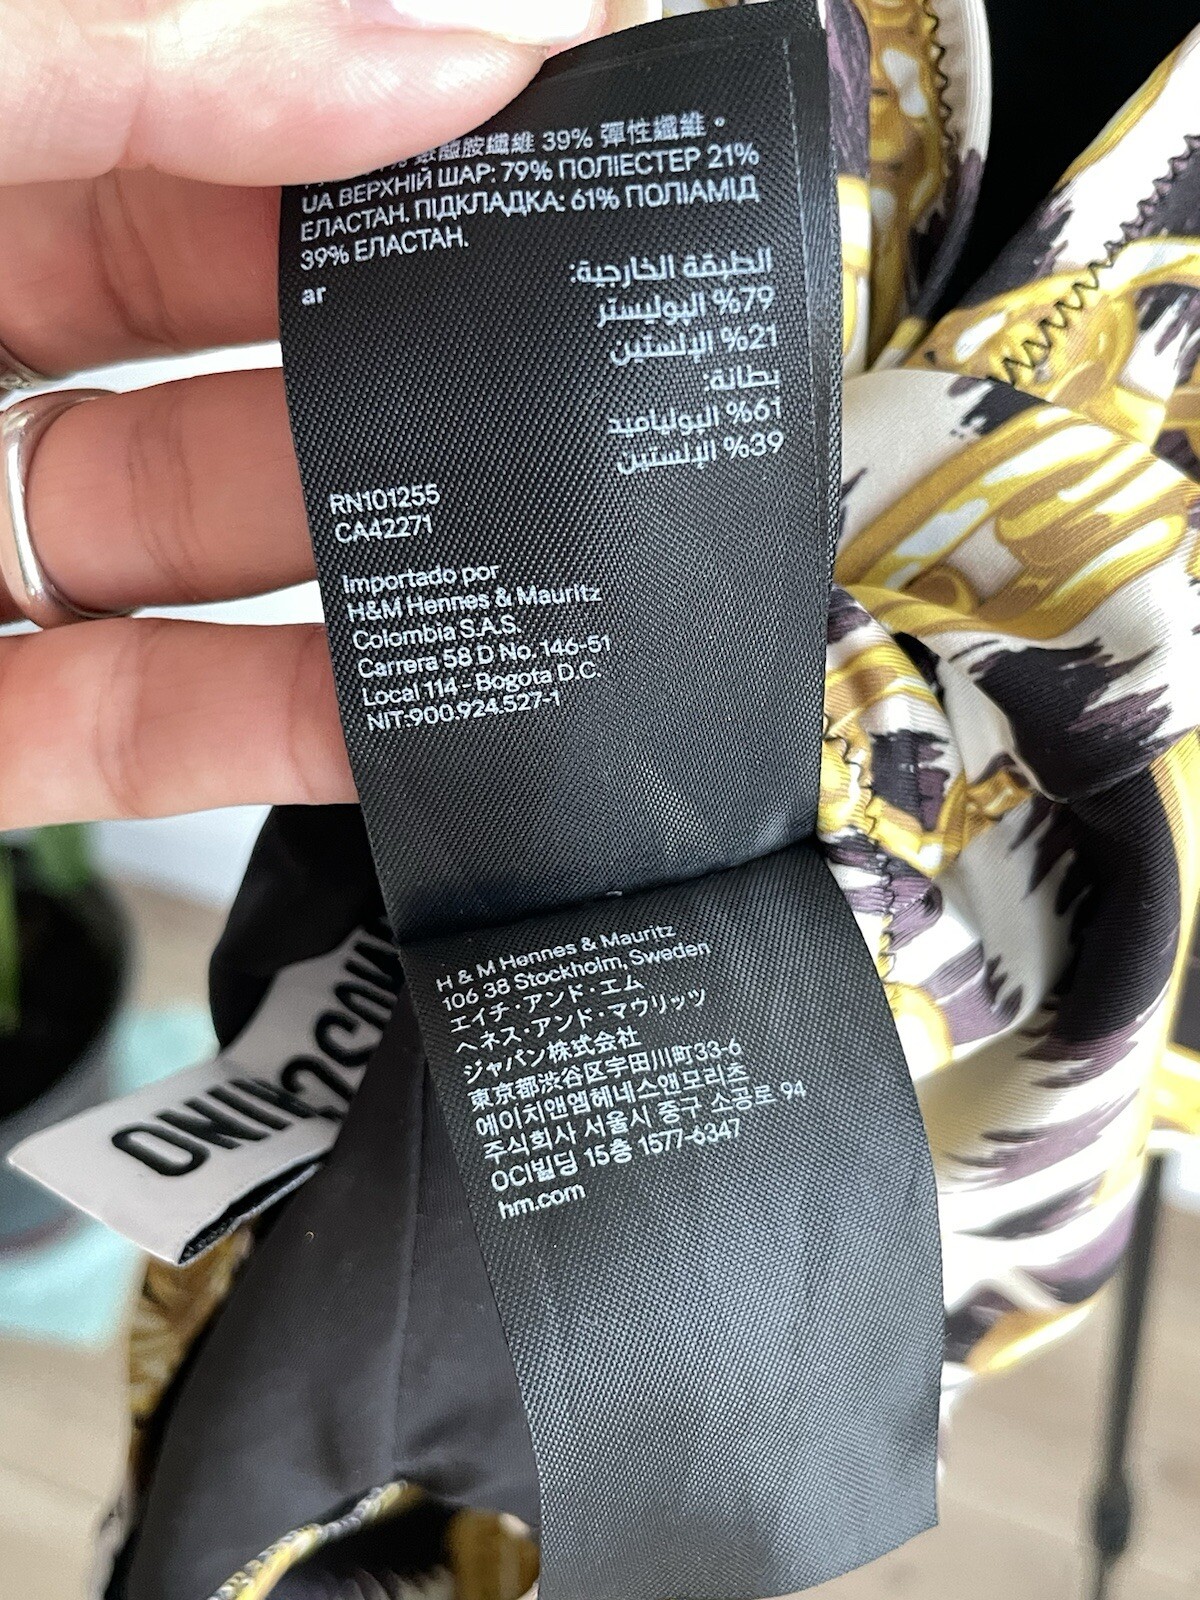 聚醯胺纖維 39% 彈性纖維。
UA ВЕРХНІЙ ШАР: 79% ПОЛІЕСТЕР 21%
ЕЛАСТАН. ПІДКЛАДКА: 61% ПОЛІАМІД
39% ЕЛАСТАН.
ar
الطبقة الخارجية:
79% البوليستر
21% الإلستين
بطانة:
61% البولياميد
39% الإلستين
RN101255
CA42271
Importado por
H&M Hennes & Mauritz
Colombia S.A.S.
Carrera 58 D No. 146-51
Local 114 - Bogota D.C.
NIT:900.924.527-1
H & M Hennes & Mauritz
106 38 Stockholm, Sweden
エイチ・アンド・エム
ヘネス・アンド・マウリッツ
ジャパン株式会社
東京都渋谷区宇田川町33-6
에이치앤엠헤네스앤모리츠
주식회사 서울시 중구 소공로 94
OCI빌딩 15층 1577-6347
hm.com
MOSCHINO